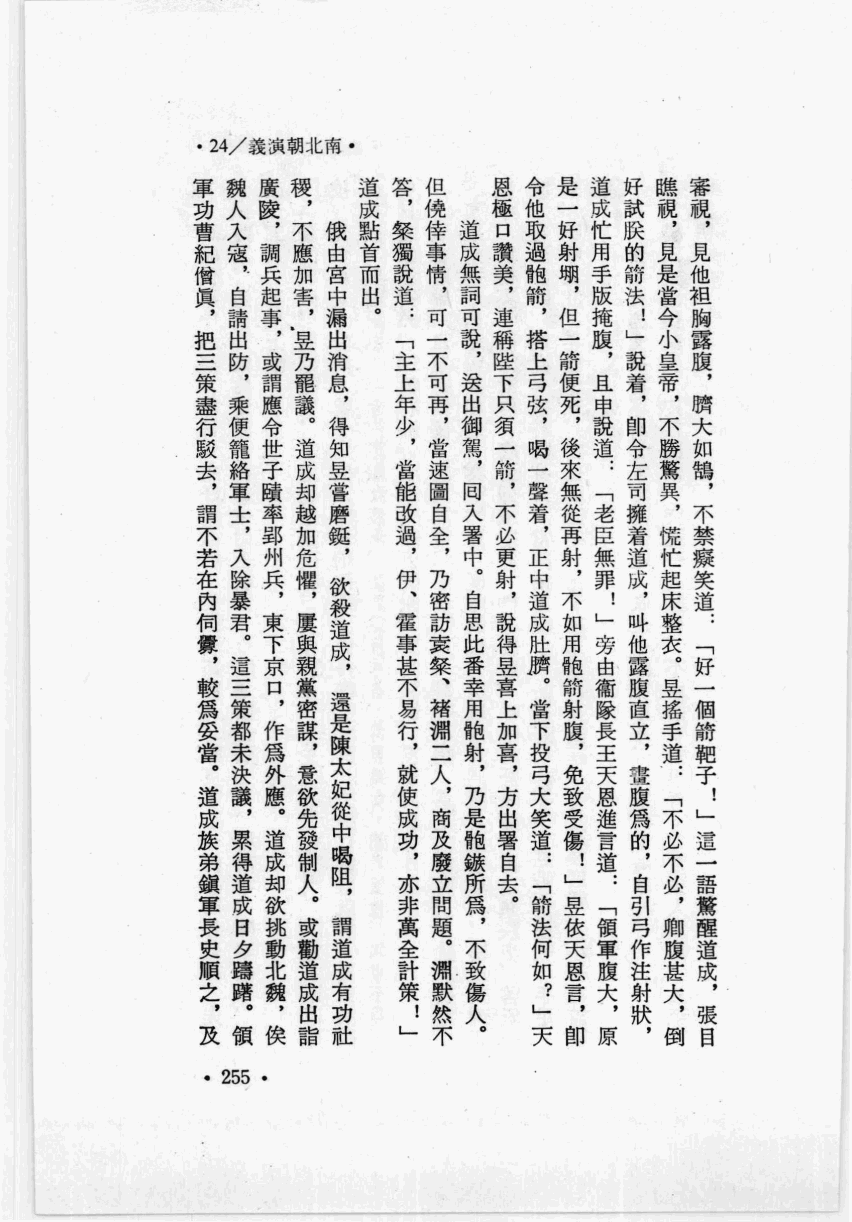 •24／義演朝北南•
審視，見他袒胸露腹，臍大如鵠，不禁癡笑道：「好一個箭靶子！」這一語驚醒道成，張目
瞧視，見是當今小皇帝，不勝驚異，慌忙起床整衣。昱搖手道：「不必不必，卿腹甚大，倒
好試朕的箭法！」說着，卽令左司擁着道成，叫他露腹直立，畫腹爲的，自引弓作注射狀，
道成忙用手版掩腹，且申說道：「老臣無罪！」旁由衞隊長王天恩進言道：「領軍腹大，原
是一好射堋，但一箭便死，後來無從再射，不如用骲箭射腹，免致受傷！」昱依天恩言，卽
令他取過骲箭，搭上弓弦，喝一聲着，正中道成肚臍。當下投弓大笑道：「箭法何如？」天
恩極口讚美，連稱陛下只須一箭，不必更射，說得昱喜上加喜，方出署自去。
道成無詞可說，送出御駕，囘入署中。自思此番幸用骲射，乃是骲鏃所爲，不致傷人。
但僥倖事情，可一不可再，當速圖自全，乃密訪袁粲、褚淵二人，商及廢立問題。淵默然不
答，粲獨說道：「主上年少，當能改過，伊、霍事甚不易行，就使成功，亦非萬全計策！」
道成點首而出。
俄由宮中漏出消息，得知昱嘗磨鋋，欲殺道成，還是陳太妃從中喝阻，謂道成有功社
稷，不應加害，昱乃罷議。道成却越加危懼，屢與親黨密謀，意欲先發制人。或勸道成出詣
廣陵，調兵起事，或謂應令世子賾率郢州兵，東下京口，作爲外應。道成却欲挑動北魏，俟
魏人入寇，自請出防，乘便籠絡軍士，入除暴君。這三策都未決議，累得道成日夕躊躇。領
軍功曹紀僧眞，把三策盡行駁去，謂不若在內伺釁，較爲妥當。道成族弟鎭軍長史順之，及
•255•